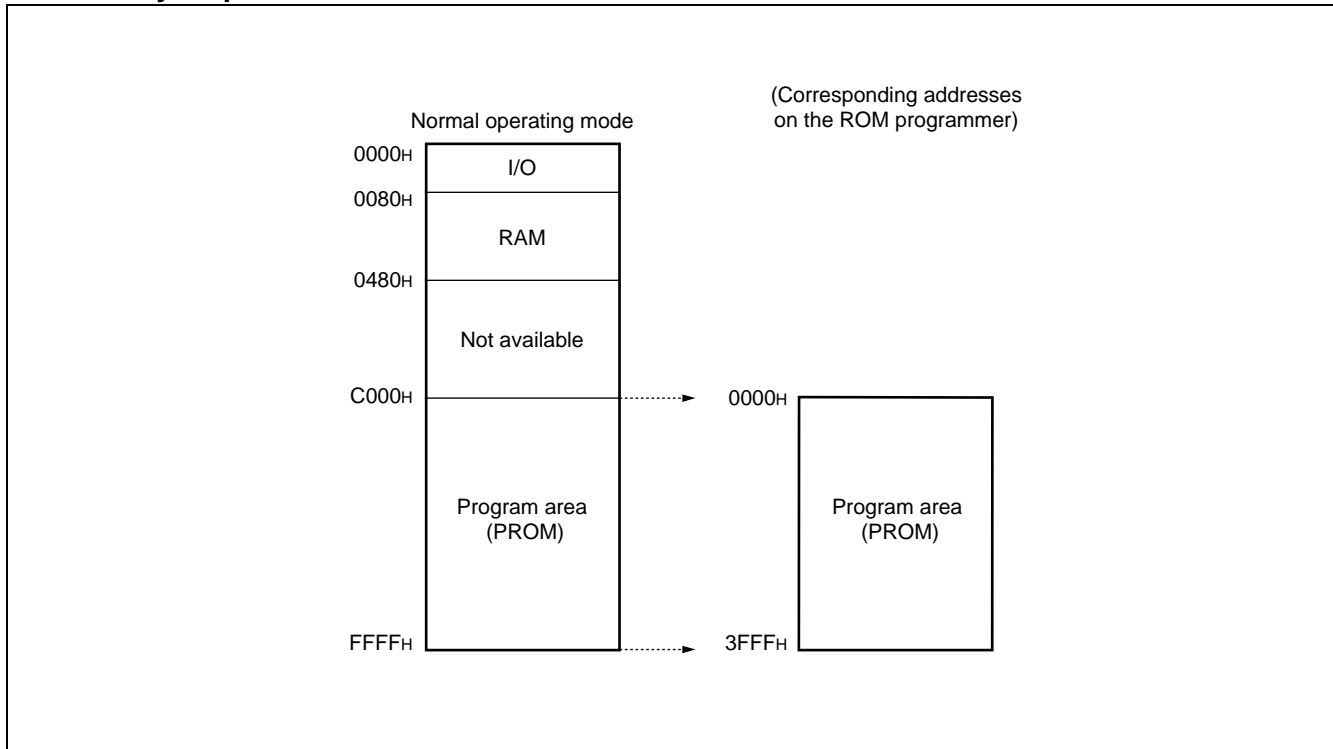 Normal operating mode
(Corresponding addresses
on the ROM programmer)
0000H
I/O
0080H
RAM
0480H
Not available
C000H
0000H
Program area
(PROM)
Program area
(PROM)
FFFFH
3FFFH